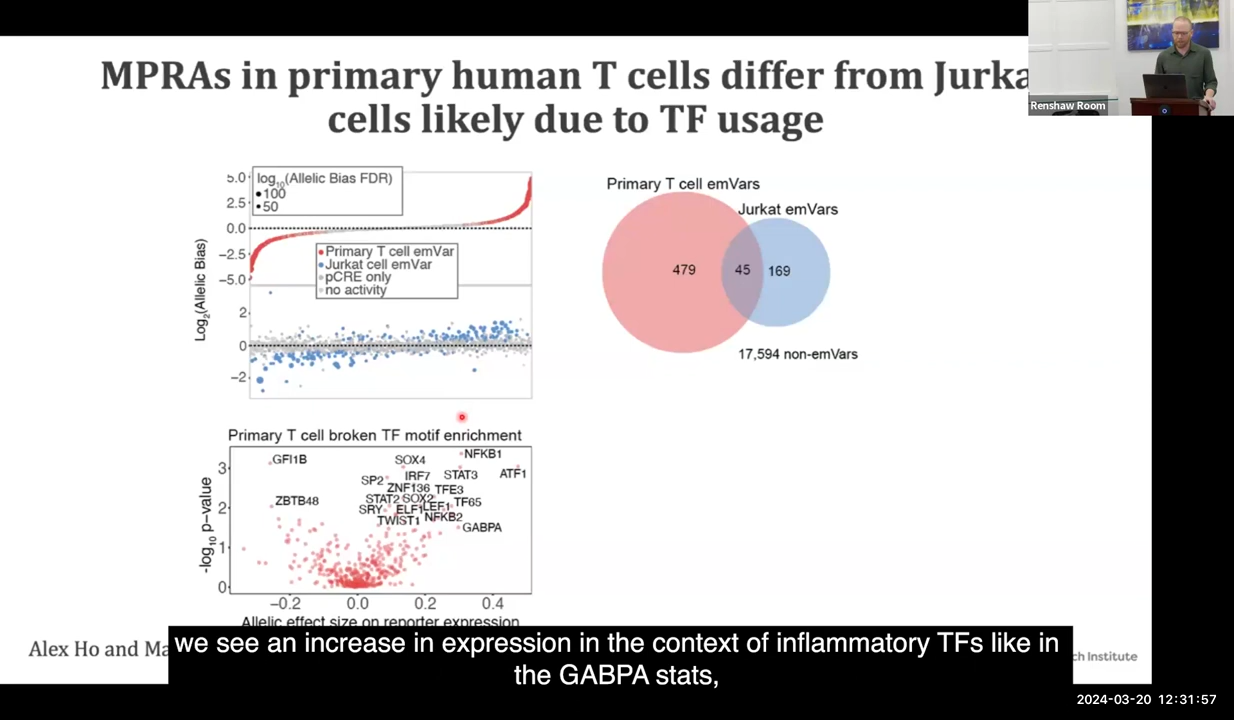 MPRAs in primary human T cells differ from Jurka
cells likely due to TF usage
Renshaw Room
5.0
2.5
0.0
−2.5
−5.0
log10(Allelic Bias FDR)
100
50
Primary T cell emVar
Jurkat cell emVar
pCRE only
no activity
Log2(Allelic Bias)
2
0
−2
Primary T cell emVars
Jurkat emVars
479
45
169
17,594 non-emVars
Primary T cell broken TF motif enrichment
-log10 p-value
3
2
1
0
GFI1B
SOX4
NFKB1
SP2
IRF7
STAT3
ATF1
ZNF136
TFE3
ZBTB48
STAT2
SOX2
TF65
SRY
ELF1
LEF1
TWIST1
NFKB2
GABPA
−0.2
0.0
0.2
0.4
Allelic effect size on reporter expression
Alex Ho and Ma
we see an increase in expression in the context of inflammatory TFs like in
the GABPA stats,
ch Institute
2024-03-20 12:31:57